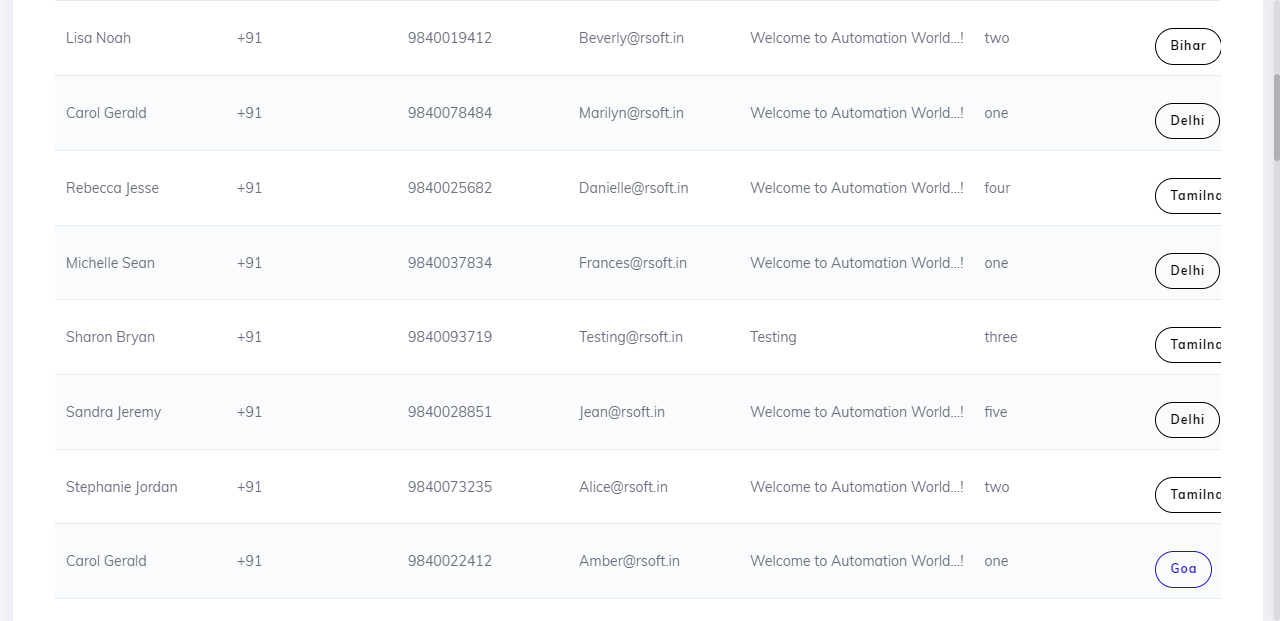 Lisa Noah +91 9840019412 Beverly@rsoft.in Welcome to Automation World...! two Bihar
Carol Gerald +91 9840078484 Marilyn@rsoft.in Welcome to Automation World...! one Delhi
Rebecca Jesse +91 9840025682 Danielle@rsoft.in Welcome to Automation World...! four Tamilna
Michelle Sean +91 9840037834 Frances@rsoft.in Welcome to Automation World...! one Delhi
Sharon Bryan +91 9840093719 Testing@rsoft.in Testing three Tamilna
Sandra Jeremy +91 9840028851 Jean@rsoft.in Welcome to Automation World...! five Delhi
Stephanie Jordan +91 9840073235 Alice@rsoft.in Welcome to Automation World...! two Tamilna
Carol Gerald +91 9840022412 Amber@rsoft.in Welcome to Automation World...! one Goa